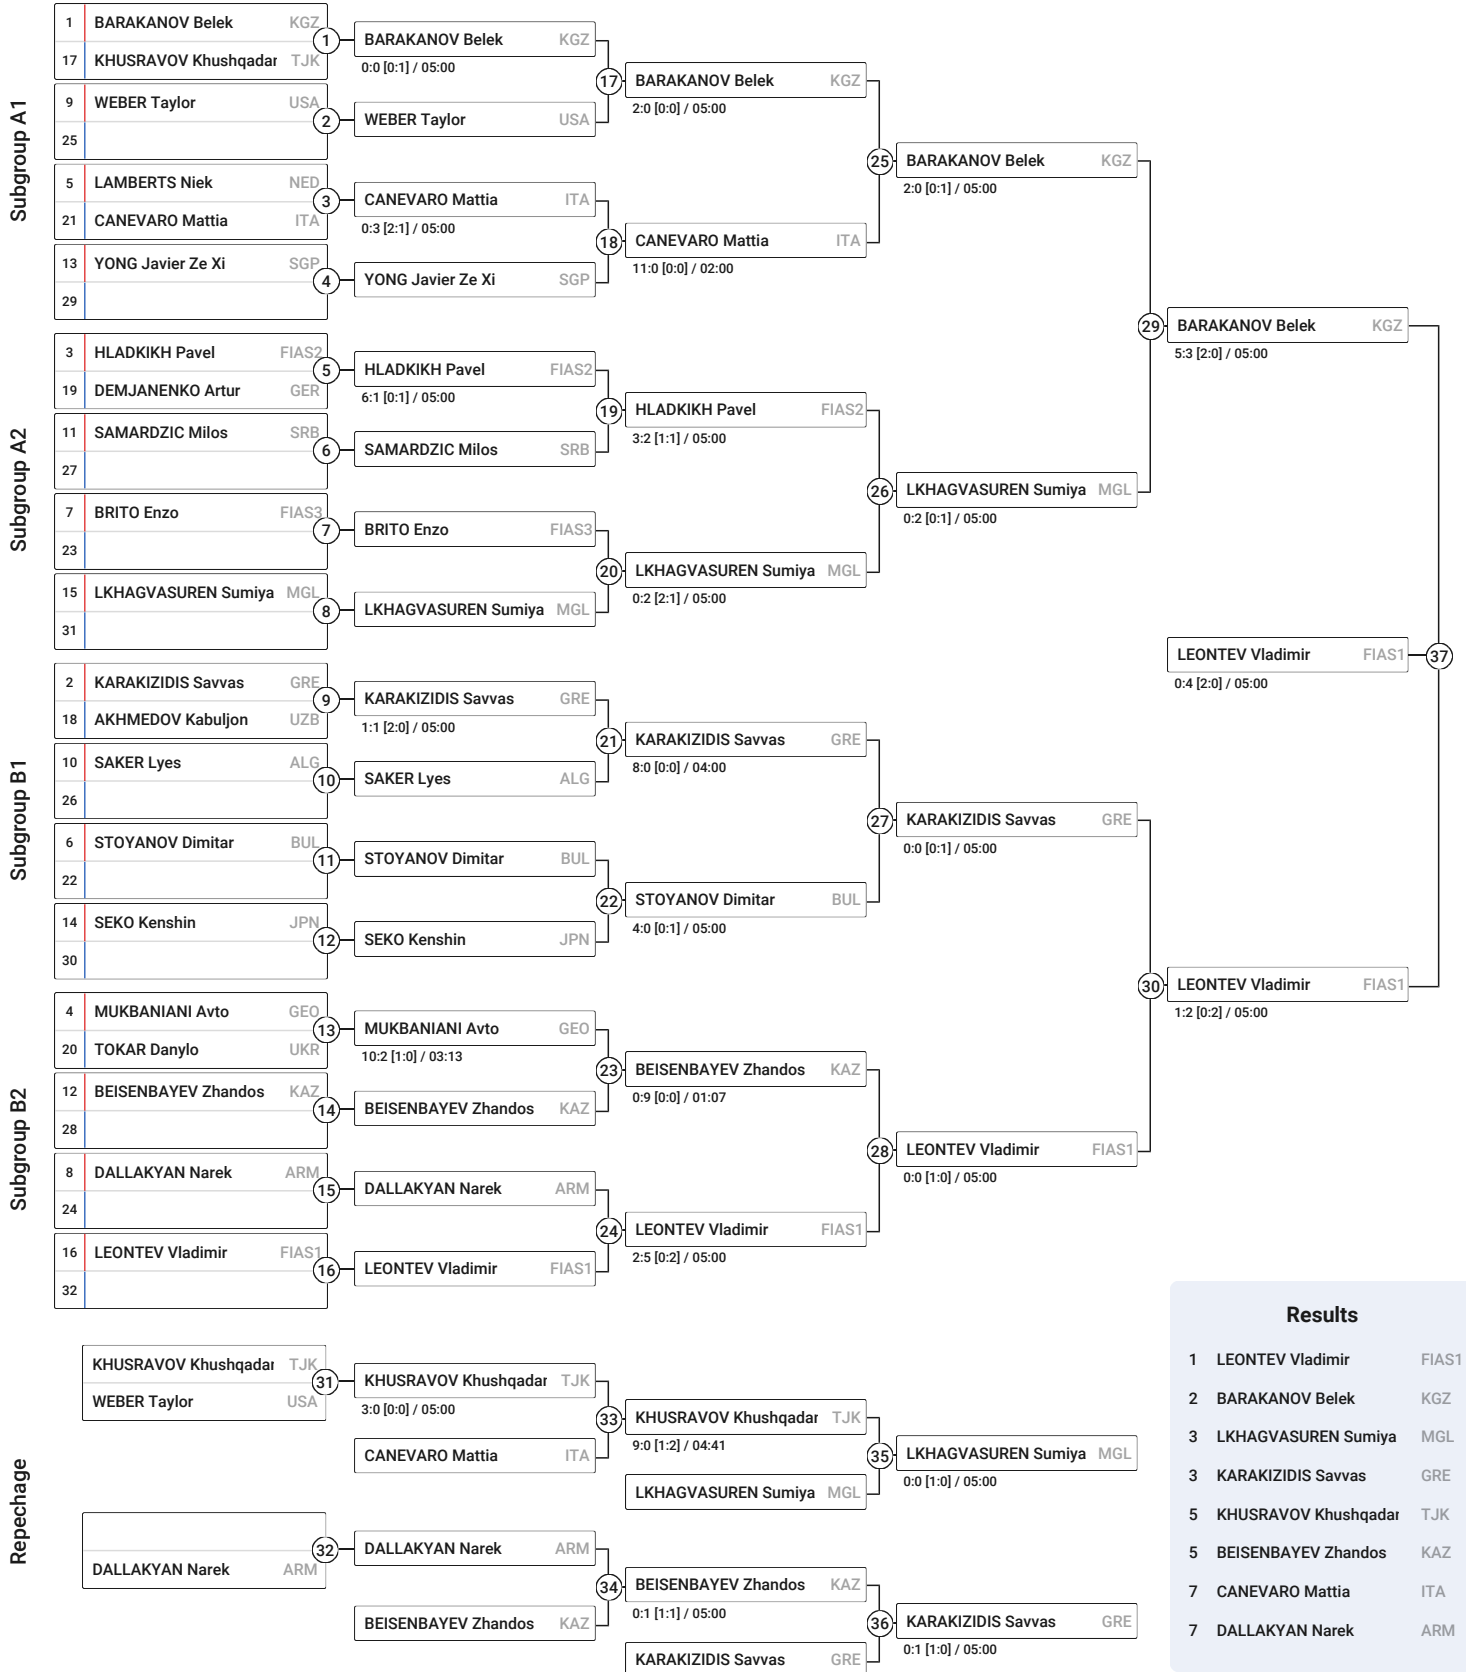 Subgroup A1
1 BARAKANOV Belek KGZ
17 KHUSRAVOV Khushqadar TJK
1
BARAKANOV Belek KGZ
0:0 [0:1] / 05:00
9 WEBER Taylor USA
25
2
WEBER Taylor USA
17
BARAKANOV Belek KGZ
2:0 [0:0] / 05:00
5 LAMBERTS Niek NED
21 CANEVARO Mattia ITA
3
CANEVARO Mattia ITA
0:3 [2:1] / 05:00
13 YONG Javier Ze Xi SGP
29
4
YONG Javier Ze Xi SGP
18
CANEVARO Mattia ITA
11:0 [0:0] / 02:00
25
BARAKANOV Belek KGZ
2:0 [0:1] / 05:00
Subgroup A2
3 HLADKIKH Pavel FIAS2
19 DEMJANENKO Artur GER
5
HLADKIKH Pavel FIAS2
6:1 [0:1] / 05:00
11 SAMARDZIC Milos SRB
27
6
SAMARDZIC Milos SRB
19
HLADKIKH Pavel FIAS2
3:2 [1:1] / 05:00
7 BRITO Enzo FIAS3
23
7
BRITO Enzo FIAS3
15 LKHAGVASUREN Sumiya MGL
31
8
LKHAGVASUREN Sumiya MGL
20
LKHAGVASUREN Sumiya MGL
0:2 [2:1] / 05:00
26
LKHAGVASUREN Sumiya MGL
0:2 [0:1] / 05:00
29
BARAKANOV Belek KGZ
5:3 [2:0] / 05:00
Subgroup B1
2 KARAKIZIDIS Savvas GRE
18 AKHMEDOV Kabuljon UZB
9
KARAKIZIDIS Savvas GRE
1:1 [2:0] / 05:00
10 SAKER Lyes ALG
26
10
SAKER Lyes ALG
21
KARAKIZIDIS Savvas GRE
8:0 [0:0] / 04:00
6 STOYANOV Dimitar BUL
22
11
STOYANOV Dimitar BUL
14 SEKO Kenshin JPN
30
12
SEKO Kenshin JPN
22
STOYANOV Dimitar BUL
4:0 [0:1] / 05:00
27
KARAKIZIDIS Savvas GRE
0:0 [0:1] / 05:00
Subgroup B2
4 MUKBANIANI Avto GEO
20 TOKAR Danylo UKR
13
MUKBANIANI Avto GEO
10:2 [1:0] / 03:13
12 BEISENBAYEV Zhandos KAZ
28
14
BEISENBAYEV Zhandos KAZ
23
BEISENBAYEV Zhandos KAZ
0:9 [0:0] / 01:07
8 DALLAKYAN Narek ARM
24
15
DALLAKYAN Narek ARM
16 LEONTEV Vladimir FIAS1
32
16
LEONTEV Vladimir FIAS1
24
LEONTEV Vladimir FIAS1
2:5 [0:2] / 05:00
28
LEONTEV Vladimir FIAS1
0:0 [1:0] / 05:00
30
LEONTEV Vladimir FIAS1
1:2 [0:2] / 05:00
LEONTEV Vladimir FIAS1
37
0:4 [2:0] / 05:00
Repechage
KHUSRAVOV Khushqadar TJK
WEBER Taylor USA
31
KHUSRAVOV Khushqadar TJK
3:0 [0:0] / 05:00
CANEVARO Mattia ITA
33
KHUSRAVOV Khushqadar TJK
9:0 [1:2] / 04:41
LKHAGVASUREN Sumiya MGL
35
LKHAGVASUREN Sumiya MGL
0:0 [1:0] / 05:00
DALLAKYAN Narek ARM
32
DALLAKYAN Narek ARM
BEISENBAYEV Zhandos KAZ
34
BEISENBAYEV Zhandos KAZ
0:1 [1:1] / 05:00
KARAKIZIDIS Savvas GRE
36
KARAKIZIDIS Savvas GRE
0:1 [1:0] / 05:00
Results
1 LEONTEV Vladimir FIAS1
2 BARAKANOV Belek KGZ
3 LKHAGVASUREN Sumiya MGL
3 KARAKIZIDIS Savvas GRE
5 KHUSRAVOV Khushqadar TJK
5 BEISENBAYEV Zhandos KAZ
7 CANEVARO Mattia ITA
7 DALLAKYAN Narek ARM